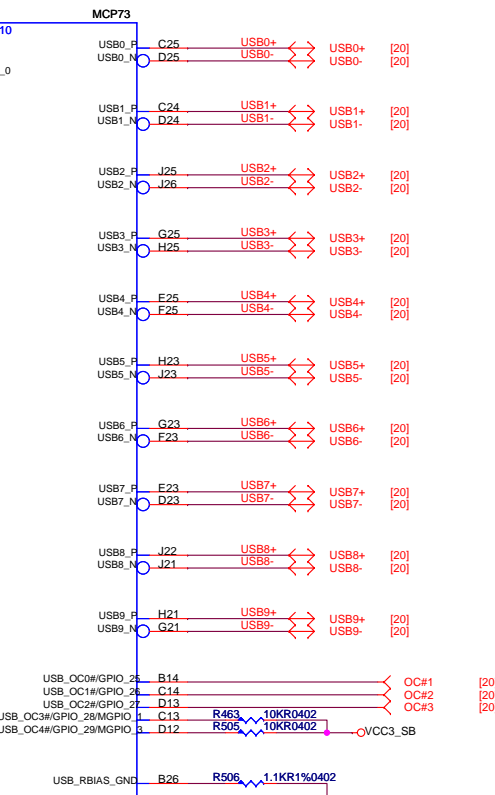 MCP73
10
_0
USB0_P C25 USB0+ USB0+ [20]
USB0_N D25 USB0- USB0- [20]
USB1_P C24 USB1+ USB1+ [20]
USB1_N D24 USB1- USB1- [20]
USB2_P J25 USB2+ USB2+ [20]
USB2_N J26 USB2- USB2- [20]
USB3_P G25 USB3+ USB3+ [20]
USB3_N H25 USB3- USB3- [20]
USB4_P E25 USB4+ USB4+ [20]
USB4_N F25 USB4- USB4- [20]
USB5_P H23 USB5+ USB5+ [20]
USB5_N J23 USB5- USB5- [20]
USB6_P G23 USB6+ USB6+ [20]
USB6_N F23 USB6- USB6- [20]
USB7_P E23 USB7+ USB7+ [20]
USB7_N D23 USB7- USB7- [20]
USB8_P J22 USB8+ USB8+ [20]
USB8_N J21 USB8- USB8- [20]
USB9_P H21 USB9+ USB9+ [20]
USB9_N G21 USB9- USB9- [20]
USB_OC0#/GPIO_25 B14 OC#1 [20
USB_OC1#/GPIO_26 C14 OC#2 [20
USB_OC2#/GPIO_27 D13 OC#3 [20
USB_OC3#/GPIO_28/MGPIO_1 C13 R463 10KR0402
USB_OC4#/GPIO_29/MGPIO_3 D12 R505 10KR0402 VCC3_SB
USB_RBIAS_GND B26 R506 1.1KR1%0402